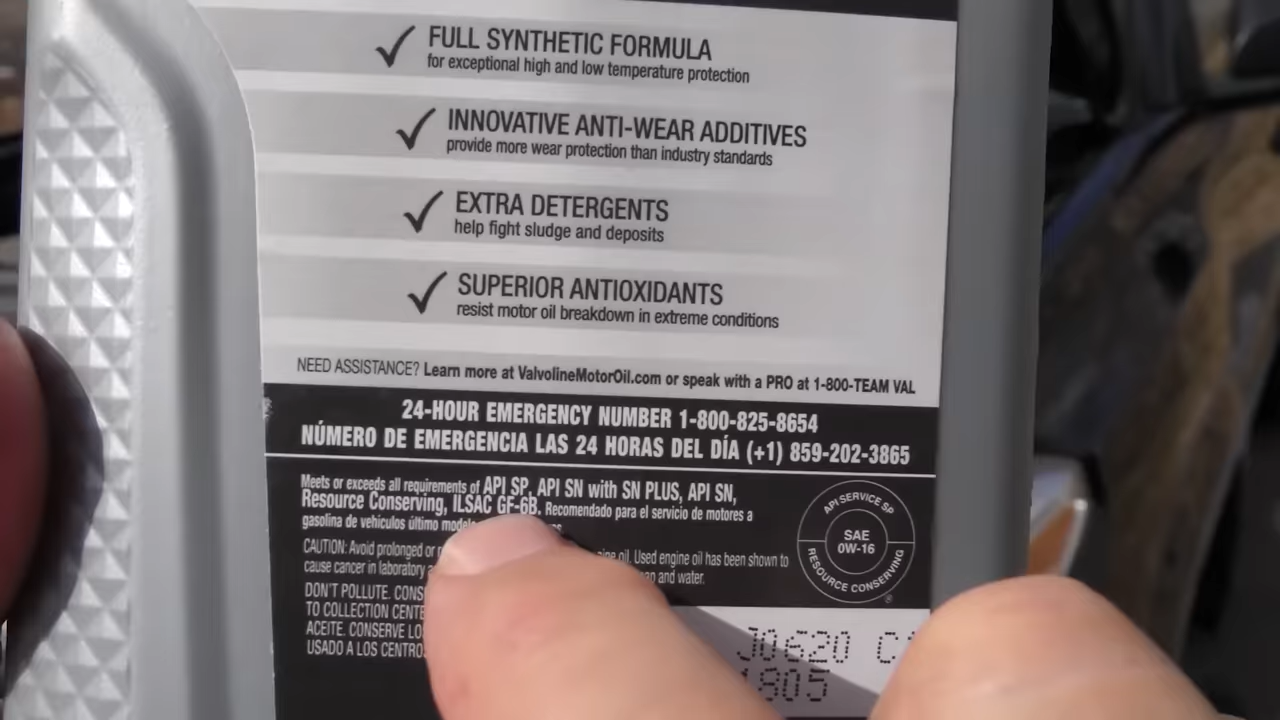 FULL SYNTHETIC FORMULA
for exceptional high and low temperature protection
INNOVATIVE ANTI-WEAR ADDITIVES
provide more wear protection than industry standards
EXTRA DETERGENTS
help fight sludge and deposits
SUPERIOR ANTIOXIDANTS
resist motor oil breakdown in extreme conditions
NEED ASSISTANCE? Learn more at ValvolineMotorOil.com or speak with a PRO at 1-800-TEAM VAL
24-HOUR EMERGENCY NUMBER 1-800-825-8654
NÚMERO DE EMERGENCIA LAS 24 HORAS DEL DÍA (+1) 859-202-3865
Meets or exceeds all requirements of API SP, API SN with SN PLUS, API SN,
Resource Conserving, ILSAC GF-6B. Recomendado para el servicio de motores a
gasolina de vehículos último
CAUTION: Avoid prolonged or oil. Used engine oil has been shown to
cause cancer in laboratory and water.
DON'T POLLUTE.
TO COLLECTION
ACEITE. CONSERVE
USADO A LOS
API SERVICE SP
SAE
0W-16
RESOURCE CONSERVING
®
J0620
1805